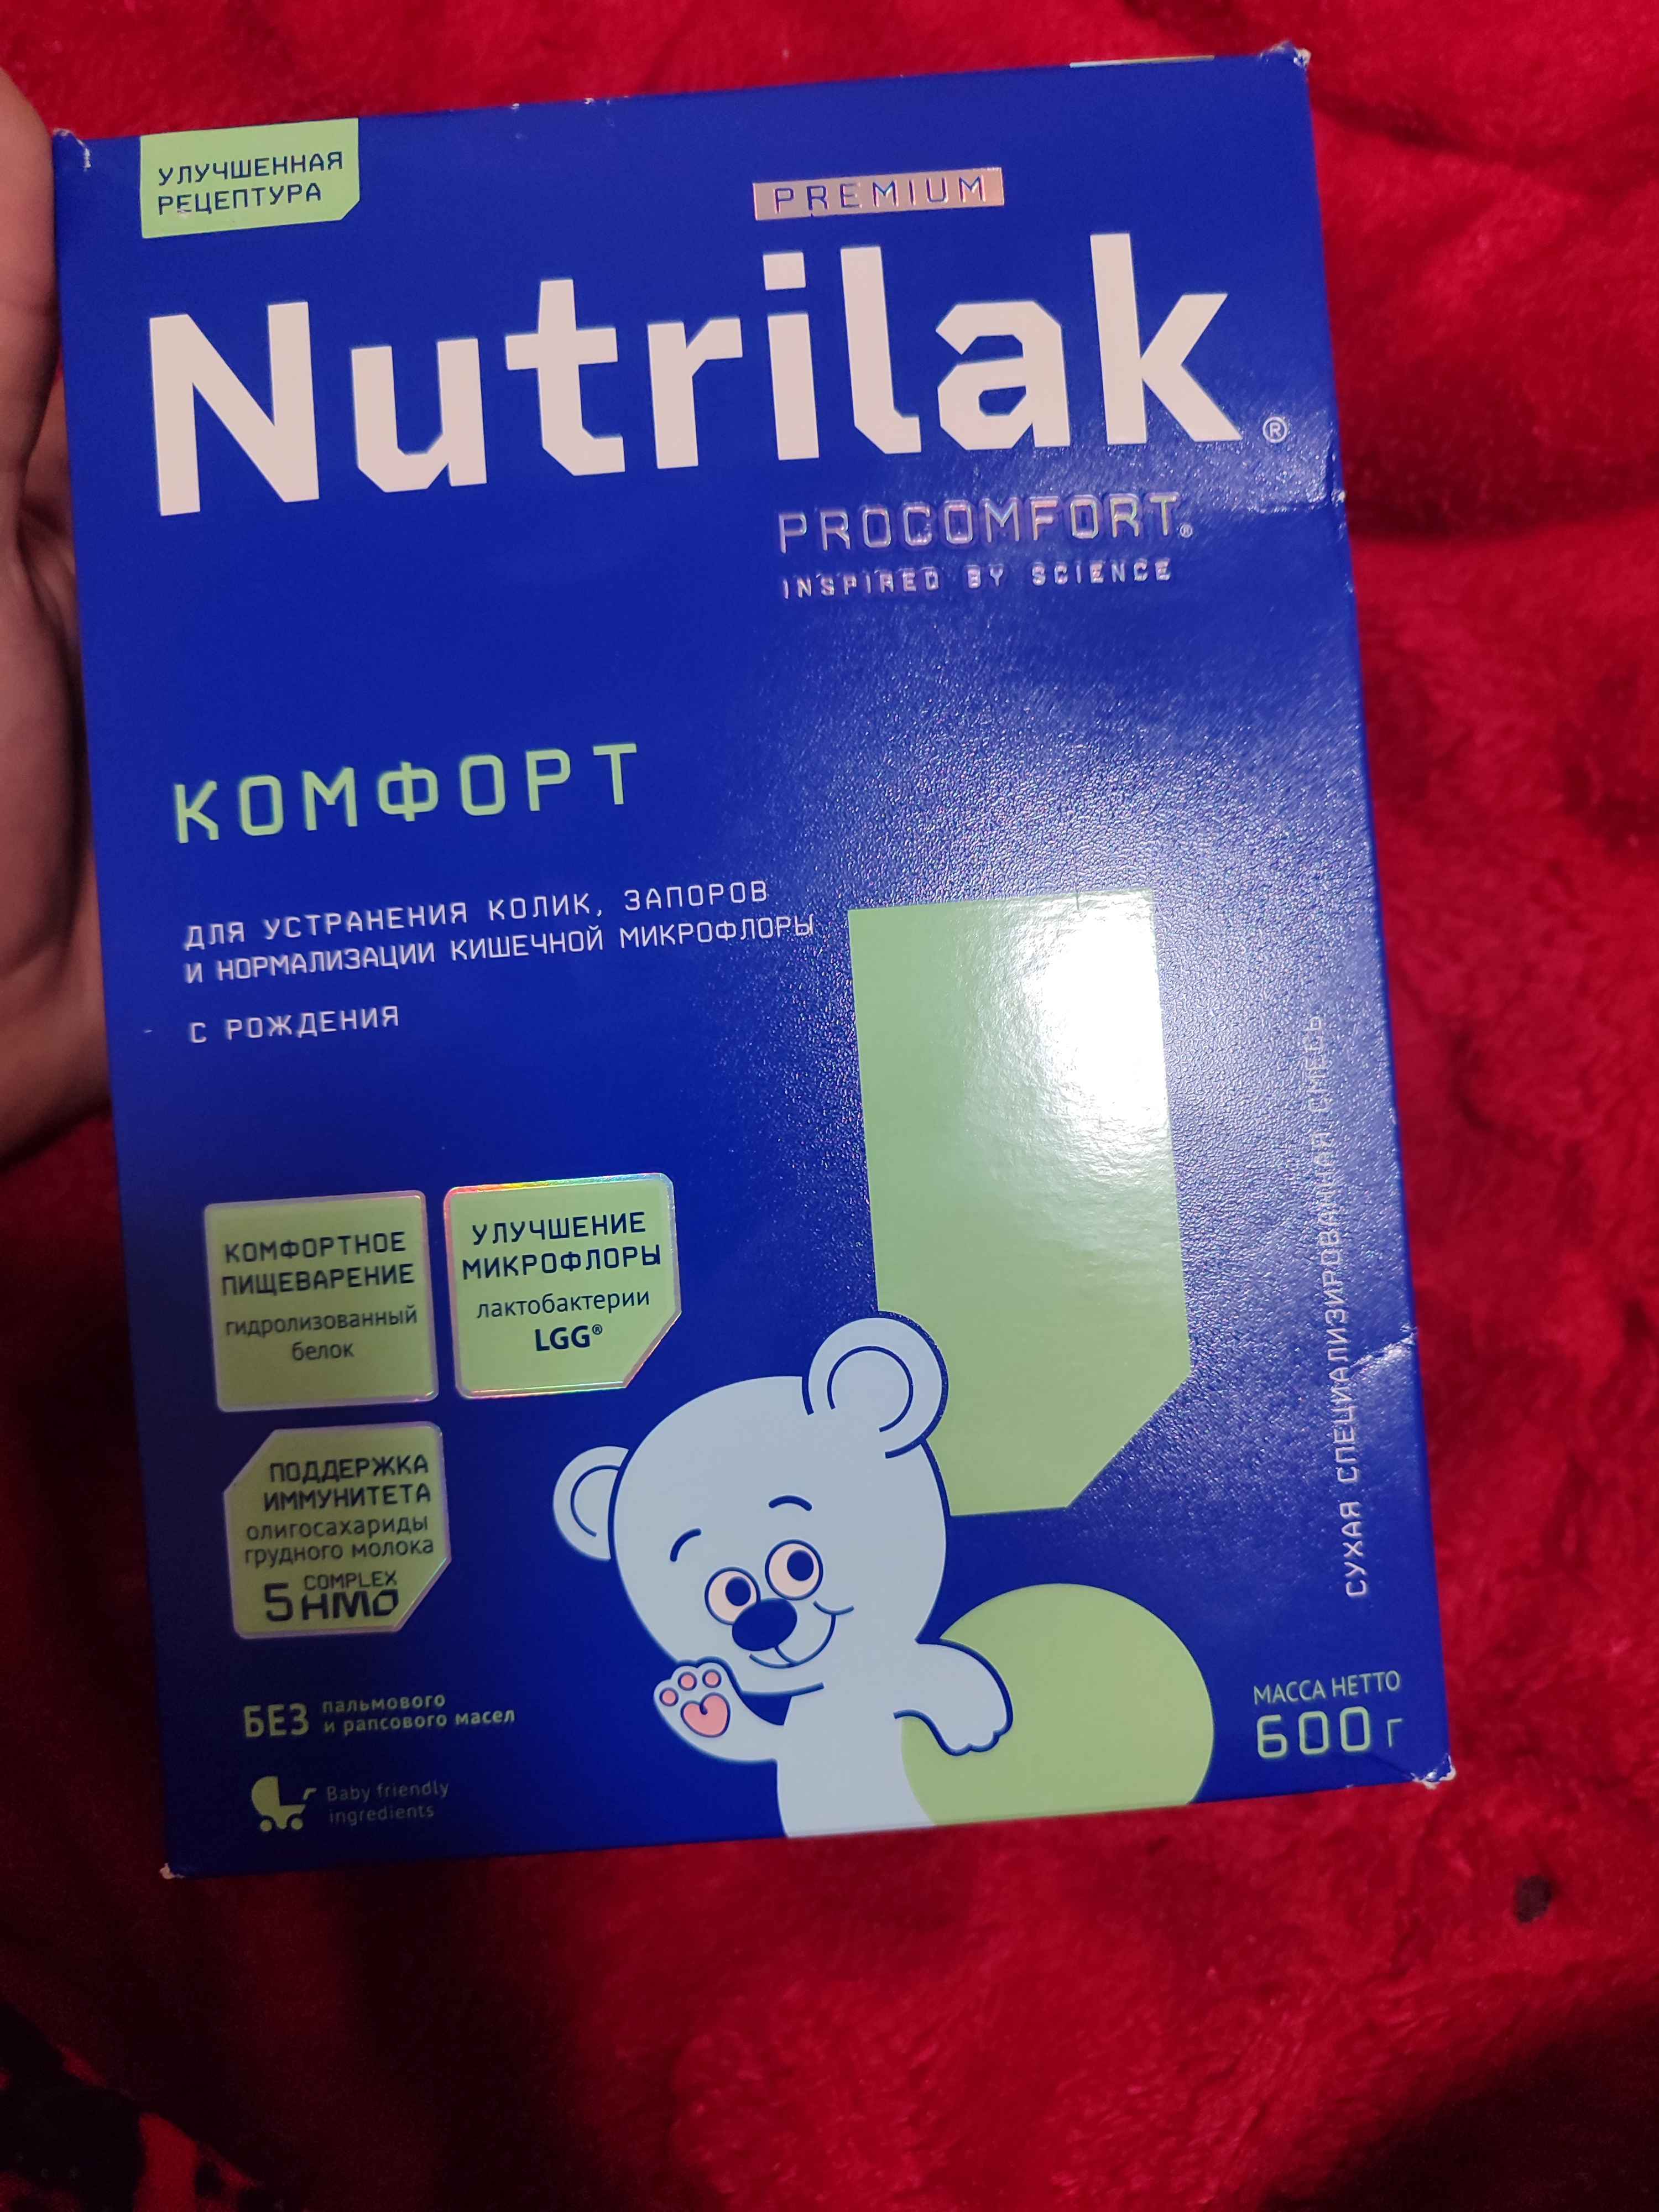 УЛУЧШЕННАЯ
РЕЦЕПТУРА
PREMIUM
Nutrilak®
PROCOMFORT®
INSPIRED BY SCIENCE
КОМФОРТ
ДЛЯ УСТРАНЕНИЯ КОЛИК, ЗАПОРОВ
И НОРМАЛИЗАЦИИ КИШЕЧНОЙ МИКРОФЛОРЫ
С РОЖДЕНИЯ
КОМФОРТНОЕ
ПИЩЕВАРЕНИЕ
гидролизованный
белок
УЛУЧШЕНИЕ
МИКРОФЛОРЫ
лактобактерии
LGG®
ПОДДЕРЖКА
ИММУНИТЕТА
олигосахариды
грудного молока
5 COMPLEX
HMO
БЕЗ пальмового
и рапсового масел
Baby friendly
ingredients
СУХАЯ СПЕЦИАЛИЗИРОВАННАЯ СМЕСЬ
МАССА НЕТТО
600 г